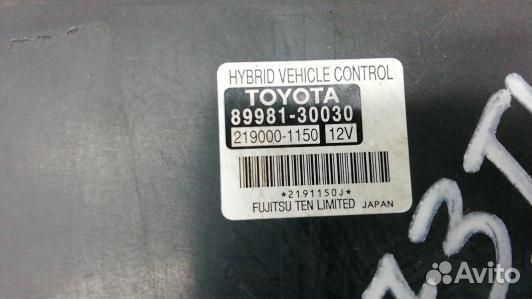 HYBRID VEHICLE CONTROL
TOYOTA
89981-30030
219000-1150 12V
*2191150J*
FUJITSU TEN LIMITED JAPAN
Avito